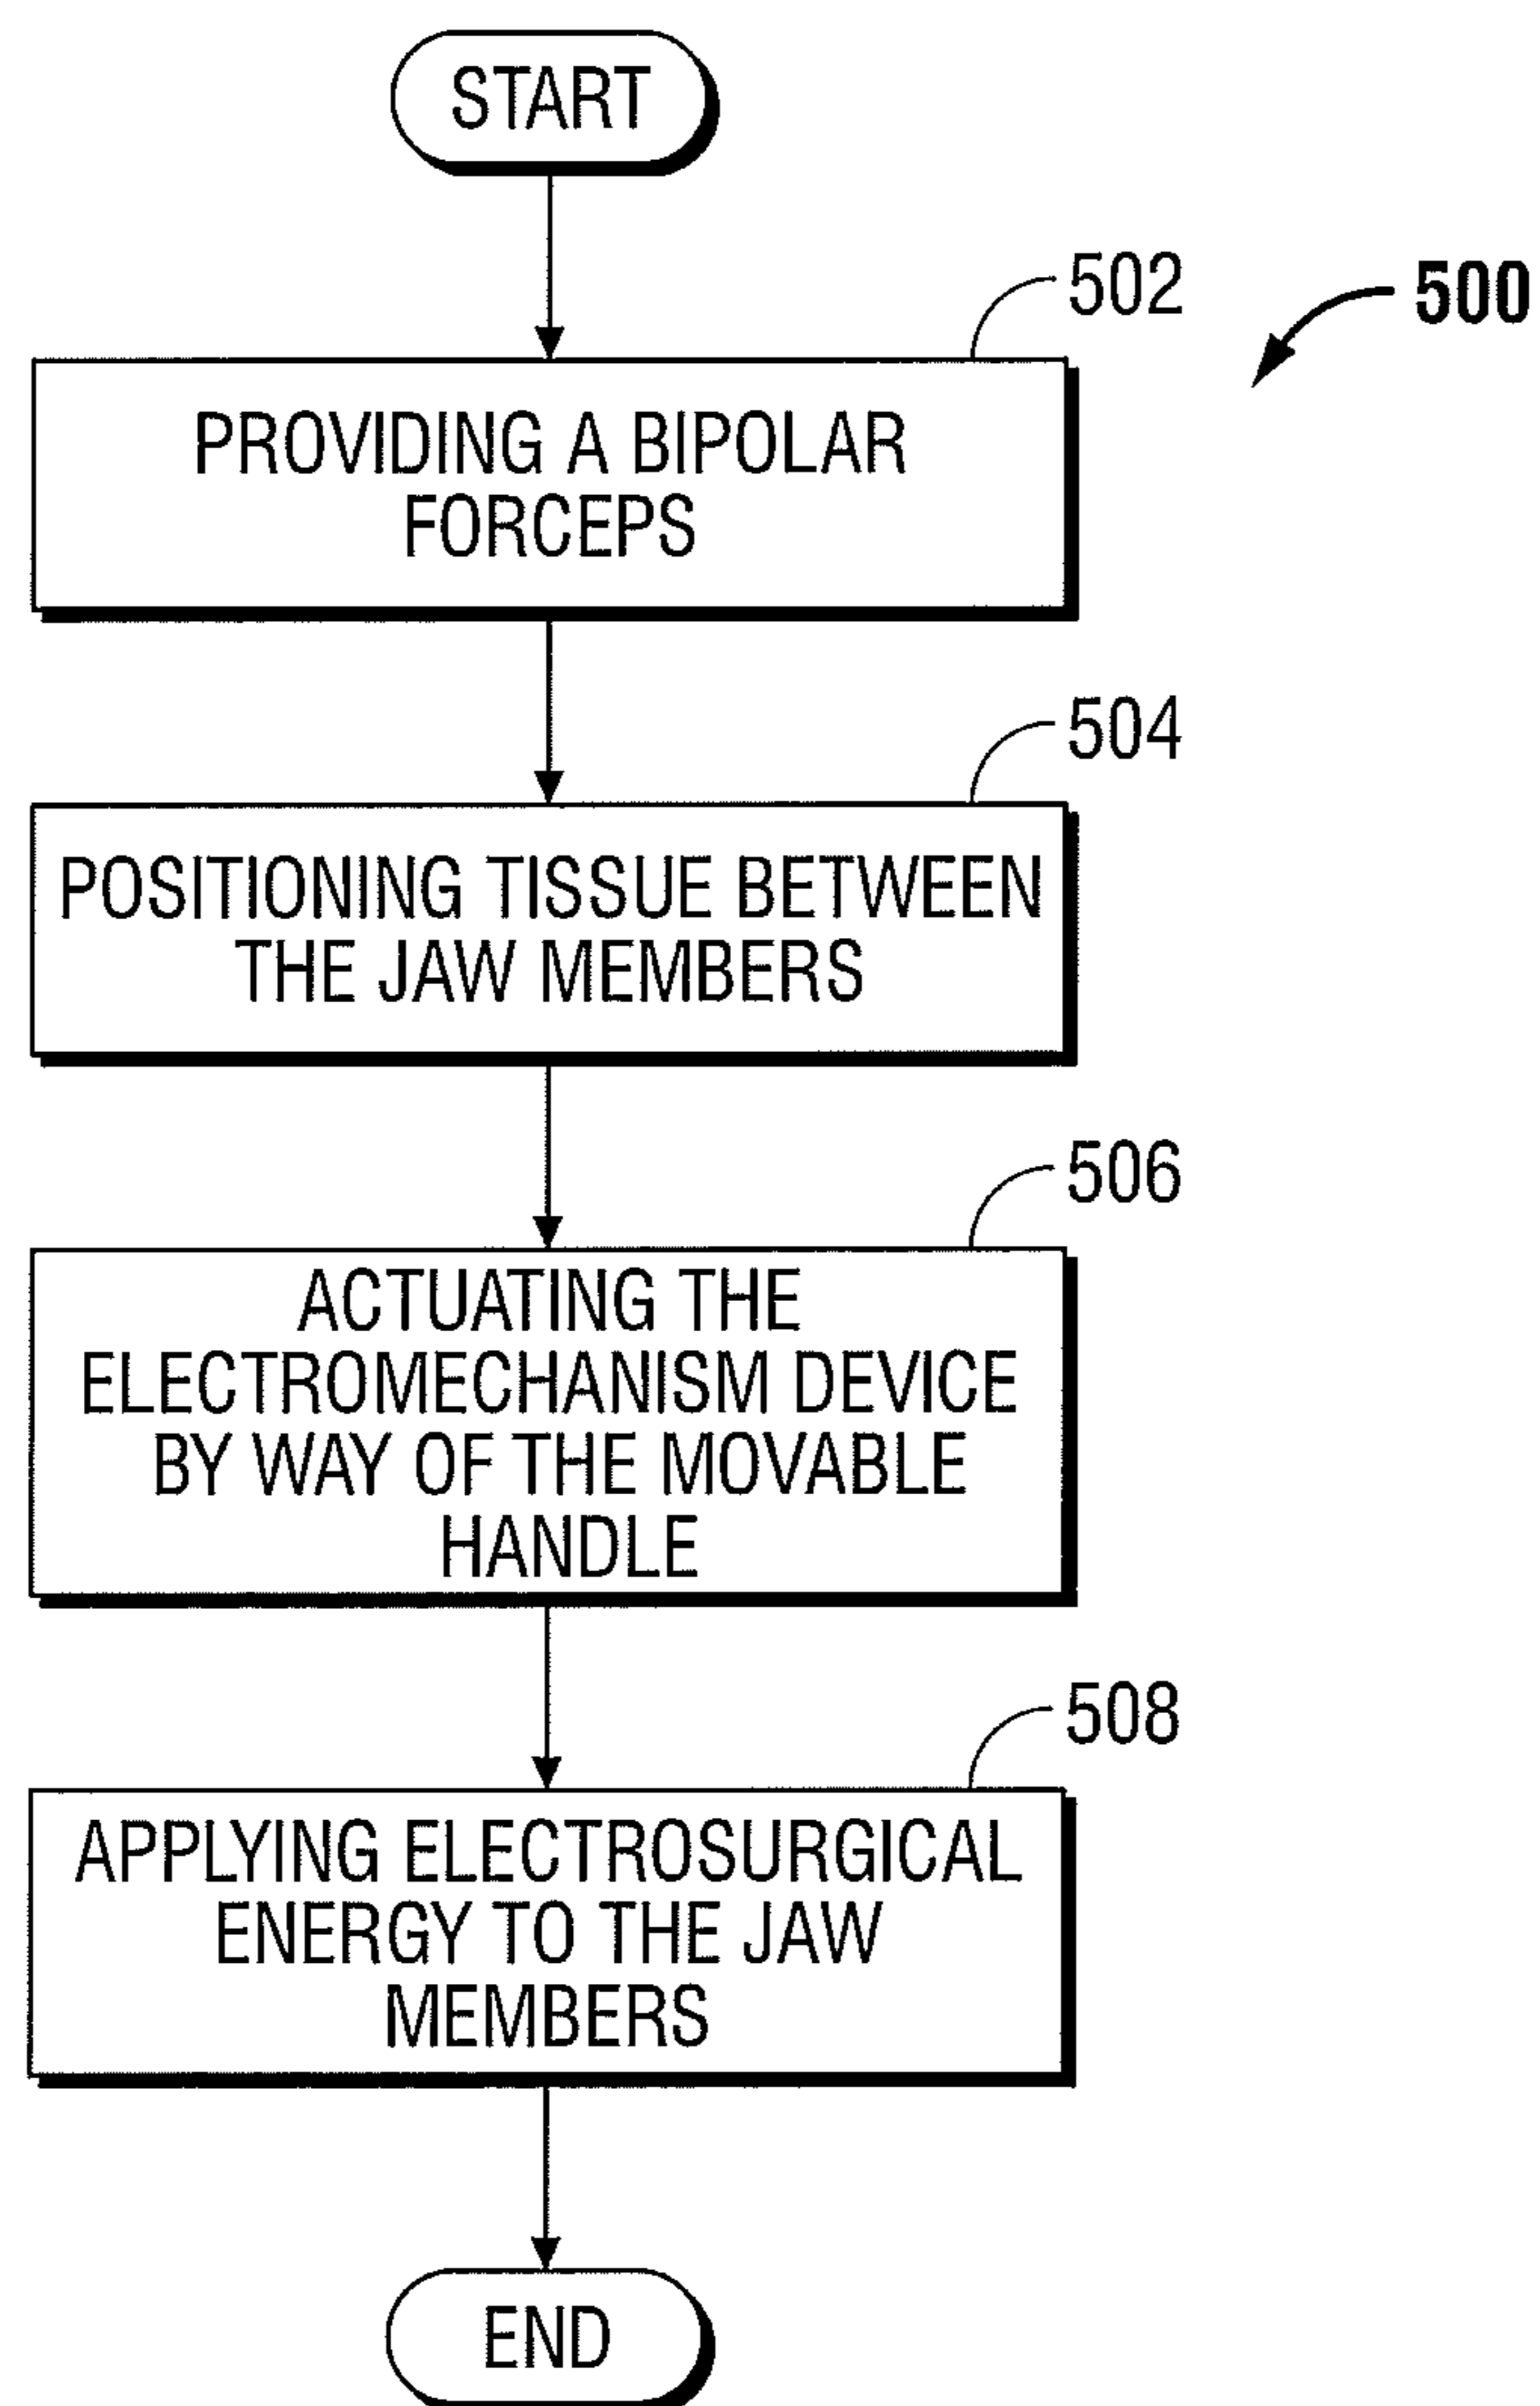 START
502
500
PROVIDING A BIPOLAR
FORCEPS
504
POSITIONING TISSUE BETWEEN
THE JAW MEMBERS
506
ACTUATING THE
ELECTROMECHANISM DEVICE
BY WAY OF THE MOVABLE
HANDLE
508
APPLYING ELECTROSURGICAL
ENERGY TO THE JAW
MEMBERS
END